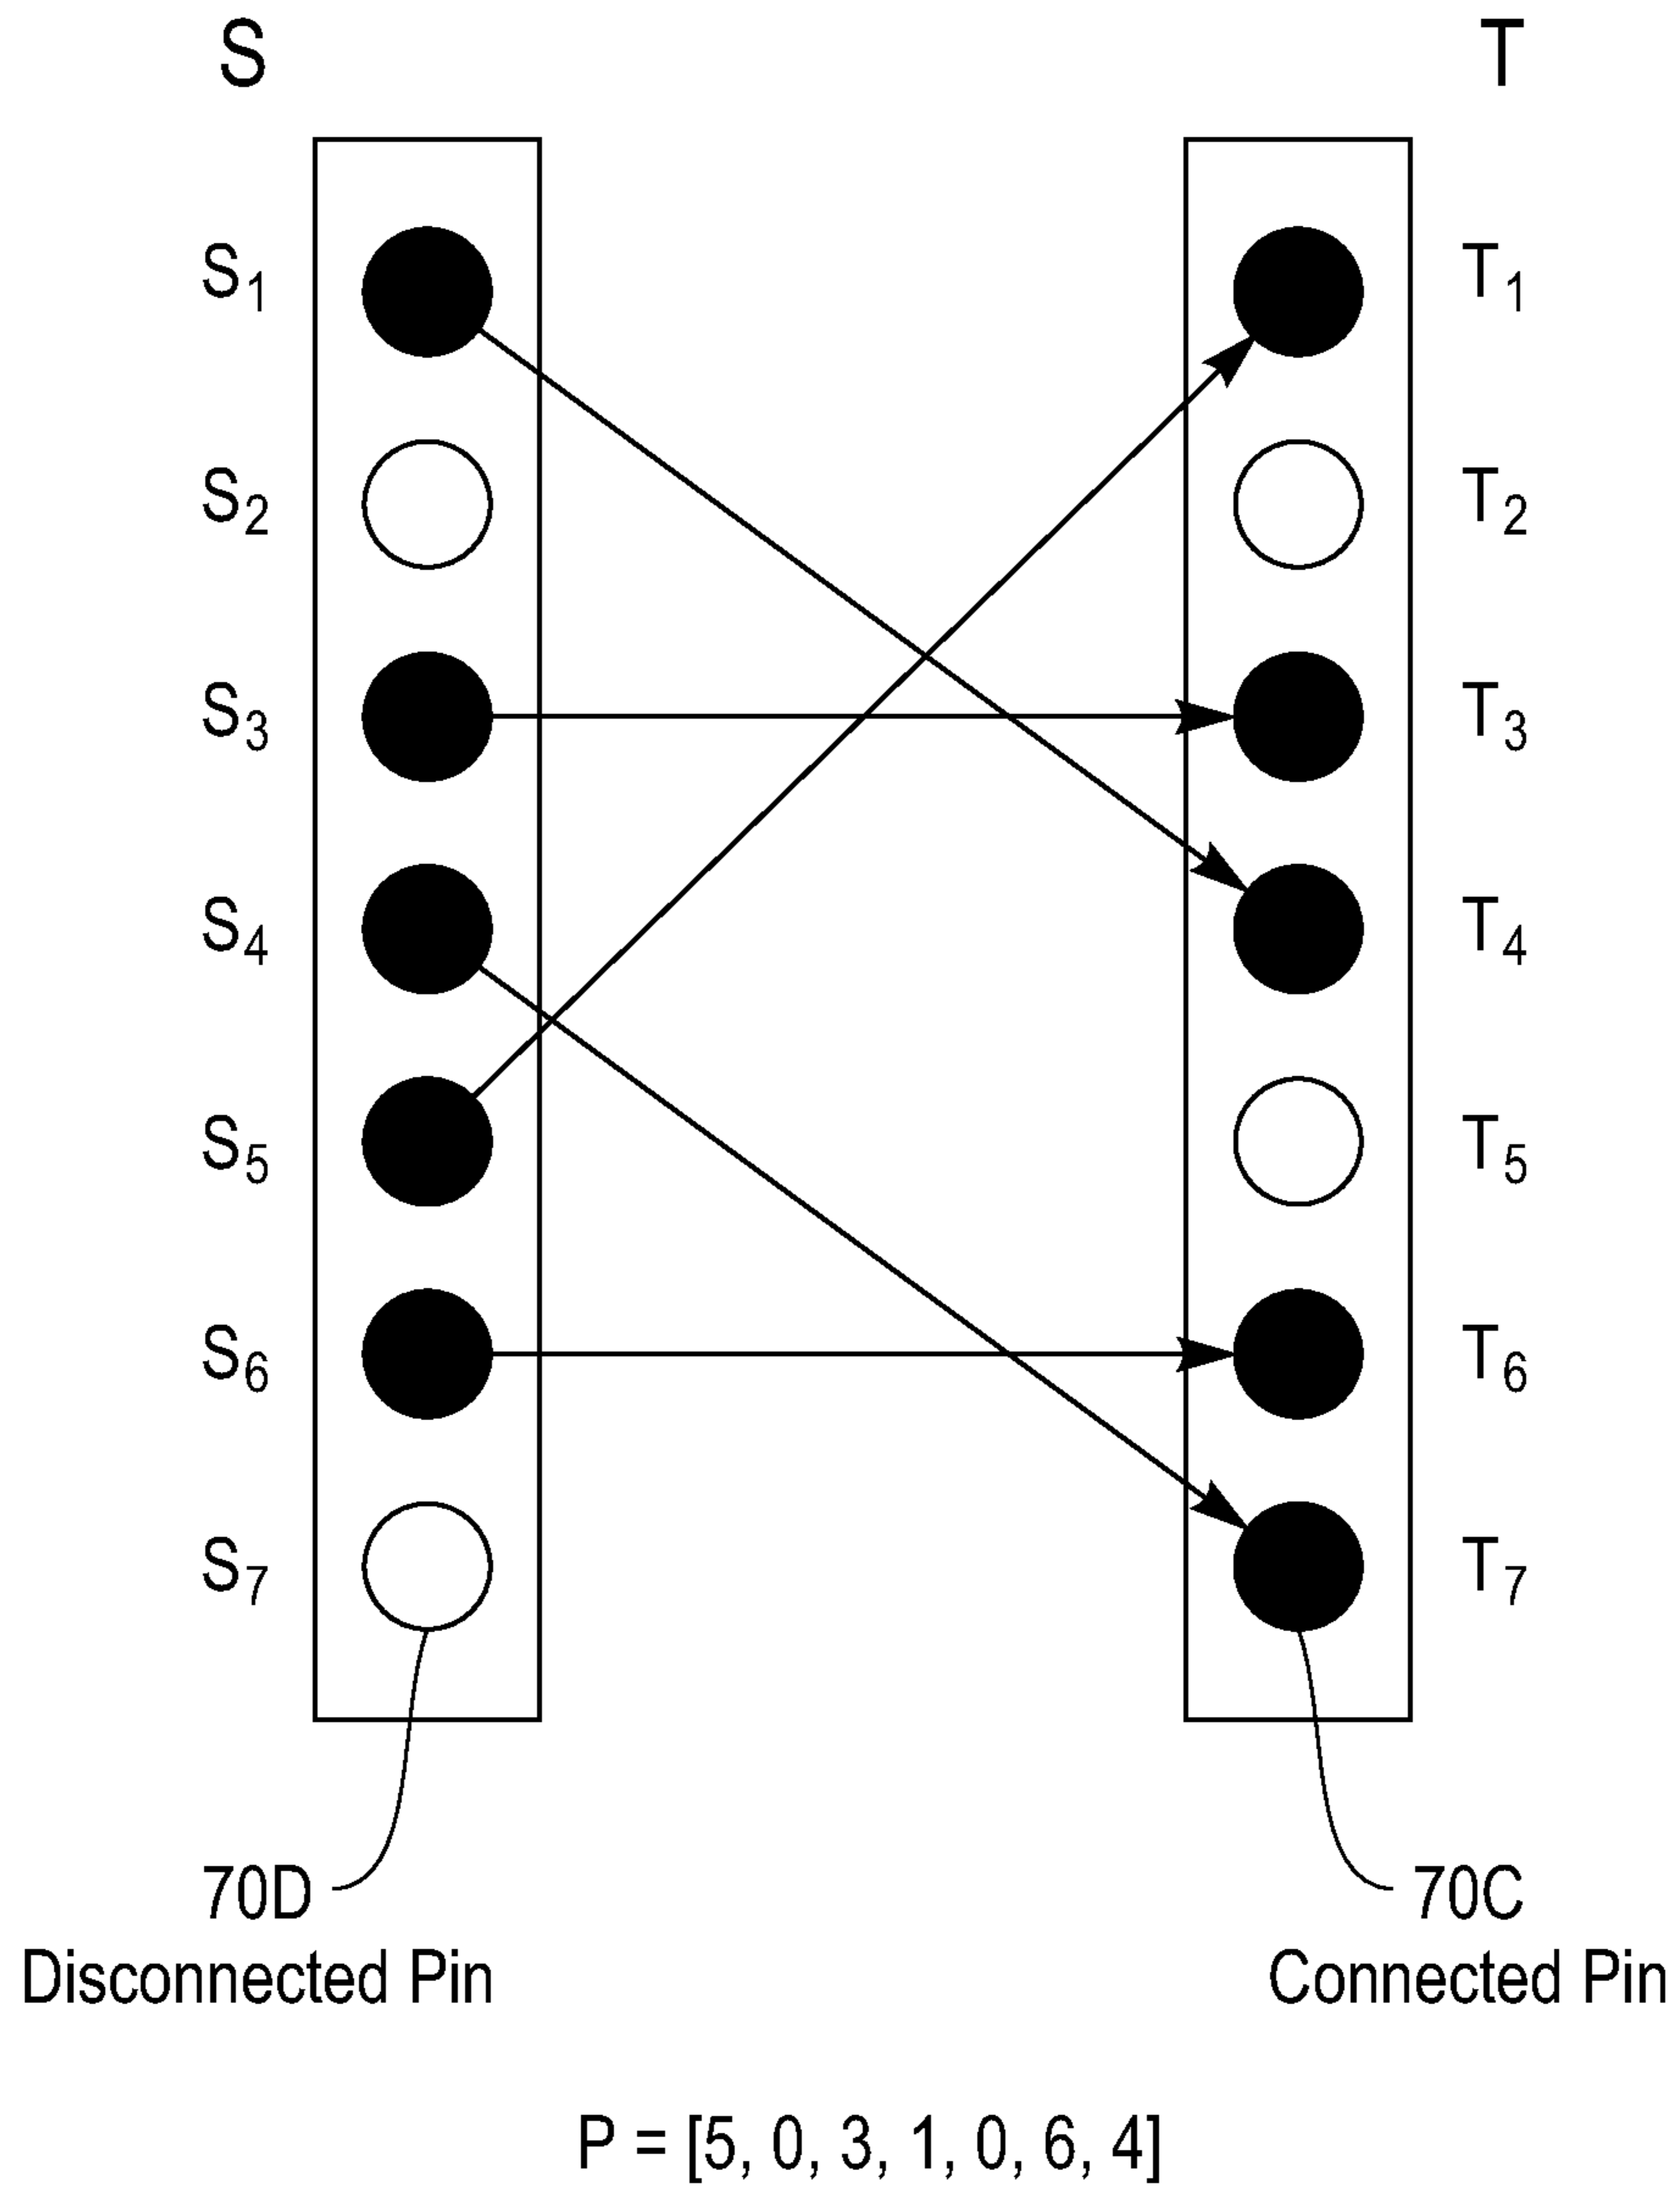 S T
S1 T1
S2 T2
S3 T3
S4 T4
S5 T5
S6 T6
S7 T7
70D 70C
Disconnected Pin Connected Pin
P = [5, 0, 3, 1, 0, 6, 4]